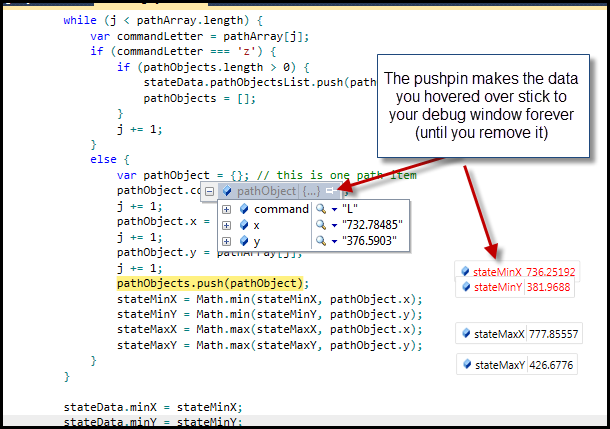 while (j < pathArray.length) {
var commandLetter = pathArray[j];
if (commandLetter === 'z') {
if (pathObjects.length > 0) {
stateData.pathObjectsList.push(
pathObjects = [];
}
j += 1;
}
else {
var pathObject = {}; // this is one path item
pathObject.
j += 1;
pathObject.x =
j += 1;
pathObject.y = pathArray[j];
j += 1;
pathObjects.push(pathObject);
stateMinX = Math.min(stateMinX, pathObject.x);
stateMinY = Math.min(stateMinY, pathObject.y);
stateMaxX = Math.max(stateMaxX, pathObject.x);
stateMaxY = Math.max(stateMaxY, pathObject.y);
}
}
stateData.minX = stateMinX;
stateData.minY = stateMinY;
The pushpin makes the data
you hovered over stick to
your debug window forever
(until you remove it)
pathObject {...}
command "L"
x "732.78485"
y "376.5903"
stateMinX 736.25192
stateMinY 381.9688
stateMaxX 777.85557
stateMaxY 426.6776